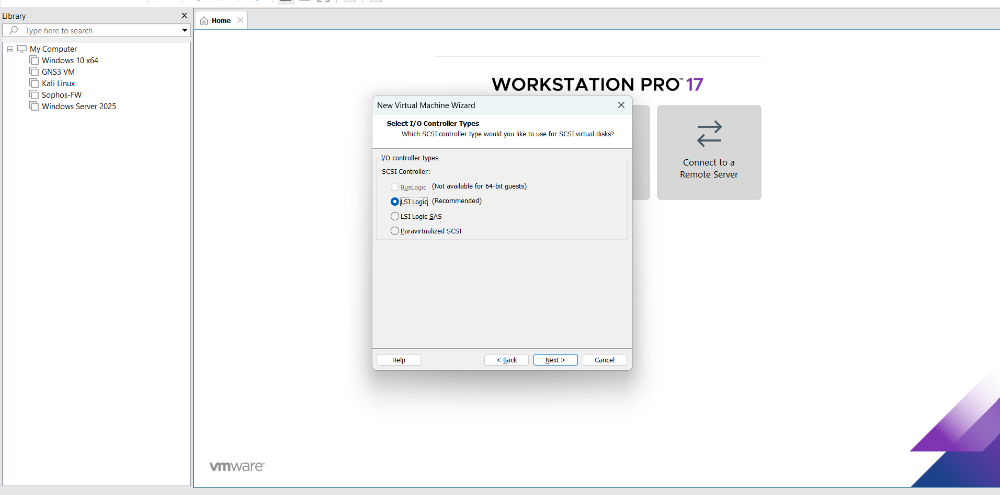 Library
Type here to search
My Computer
Windows 10 x64
GNS3 VM
Kali Linux
Sophos-FW
Windows Server 2025
Home
WORKSTATION PRO™ 17
New Virtual Machine Wizard
Select I/O Controller Types
Which SCSI controller type would you like to use for SCSI virtual disks?
I/O controller types
SCSI Controller:
BusLogic (Not available for 64-bit guests)
LSI Logic (Recommended)
LSI Logic SAS
Paravirtualized SCSI
Help
< Back
Next >
Cancel
Connect to a
Remote Server
vmware®